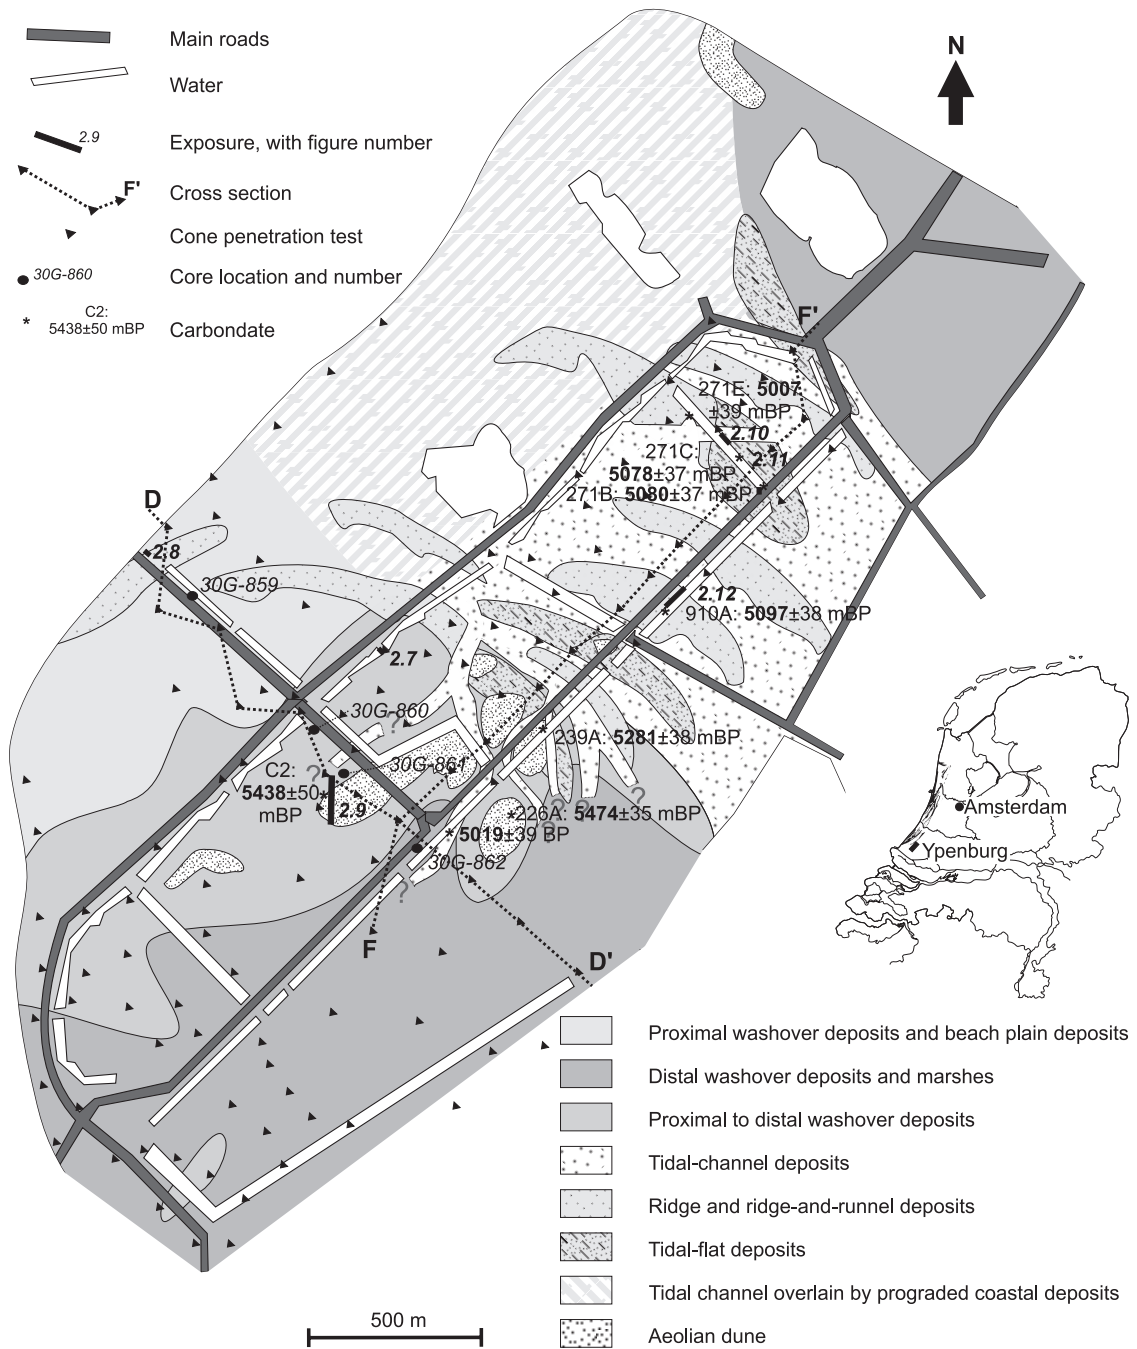 Main roads
Water
2.9
Exposure, with figure number
F'
Cross section
Cone penetration test
30G-860
Core location and number
C2:
5438±50 mBP
*
Carbondate
N
F'
271E: 5007
±39 mBP
*
2.10
271C:
*
2.11
5078±37 mBP
271B: 5080±37 mBP
*
D
2.8
30G-859
2.12
*
910A: 5097±38 mBP
2.7
30G-860
?
*
239A: 5281±38 mBP
C2:
?
30G-861
5438±50
*
mBP
2.9
?
?
?
*
226A: 5474±35 mBP
?
*
5019±39 BP
30G-862
?
F
D'
Amsterdam
Ypenburg
Proximal washover deposits and beach plain deposits
Distal washover deposits and marshes
Proximal to distal washover deposits
Tidal-channel deposits
Ridge and ridge-and-runnel deposits
Tidal-flat deposits
Tidal channel overlain by prograded coastal deposits
Aeolian dune
500 m